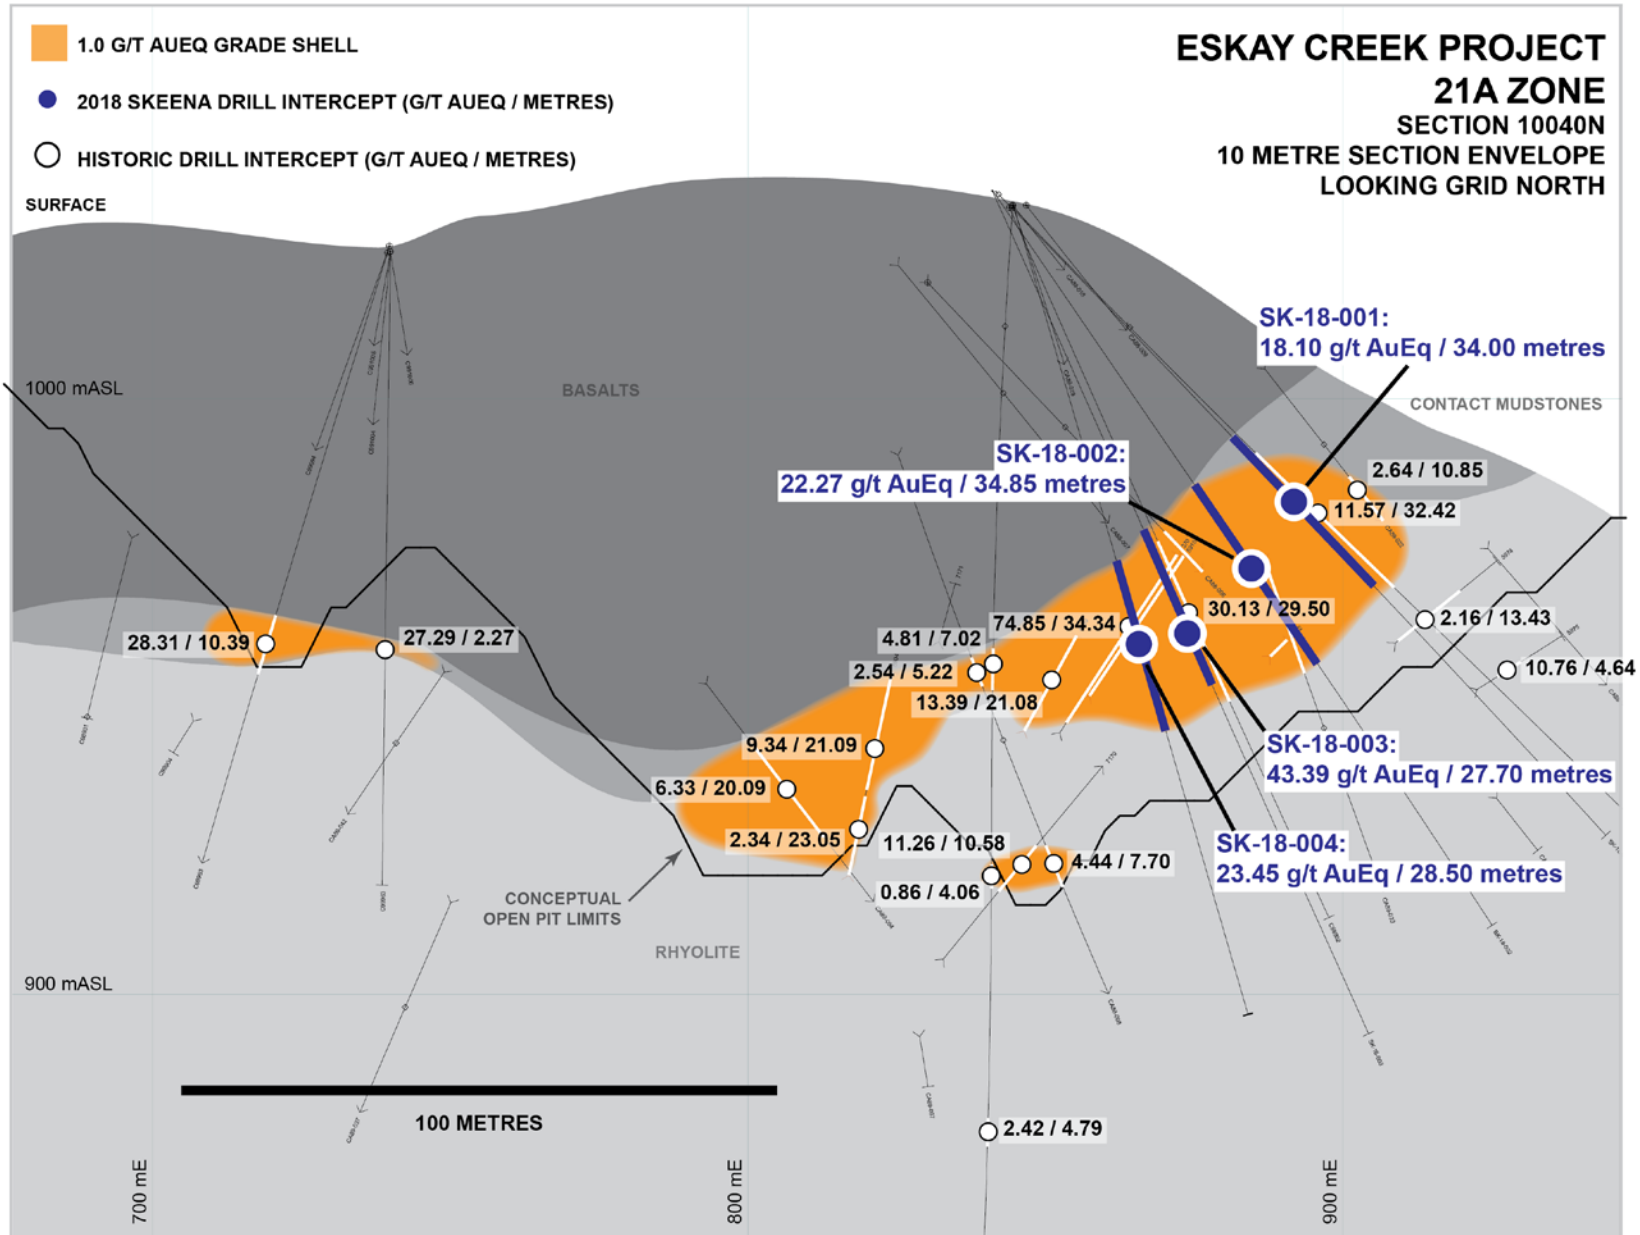 1.0 G/T AUEQ GRADE SHELL
2018 SKEENA DRILL INTERCEPT (G/T AUEQ / METRES)
HISTORIC DRILL INTERCEPT (G/T AUEQ / METRES)
ESKAY CREEK PROJECT
21A ZONE
SECTION 10040N
10 METRE SECTION ENVELOPE
LOOKING GRID NORTH
SURFACE
SK-18-001:
18.10 g/t AuEq / 34.00 metres
1000 mASL
BASALTS
CONTACT MUDSTONES
SK-18-002:
22.27 g/t AuEq / 34.85 metres
2.64 / 10.85
11.57 / 32.42
30.13 / 29.50
74.85 / 34.34
2.16 / 13.43
28.31 / 10.39
27.29 / 2.27
4.81 / 7.02
2.54 / 5.22
10.76 / 4.64
13.39 / 21.08
9.34 / 21.09
SK-18-003:
43.39 g/t AuEq / 27.70 metres
6.33 / 20.09
2.34 / 23.05
11.26 / 10.58
4.44 / 7.70
0.86 / 4.06
SK-18-004:
23.45 g/t AuEq / 28.50 metres
CONCEPTUAL
OPEN PIT LIMITS
RHYOLITE
900 mASL
100 METRES
2.42 / 4.79
700 mE
800 mE
900 mE